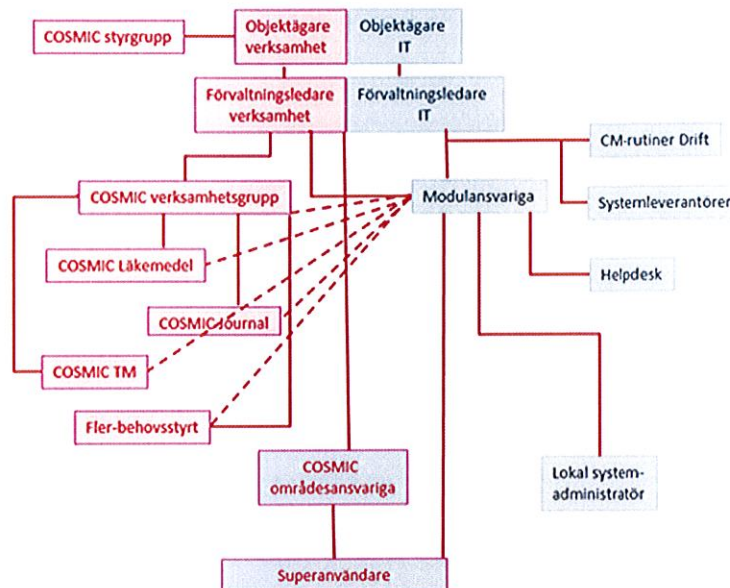 COSMIC styrgrupp
Objektägare
verksamhet
Objektägare
IT
Förvaltningsledare
verksamhet
Förvaltningsledare
IT
CM-rutiner Drift
COSMIC verksamhetsgrupp
Modulansvariga
Systemleverantörer
COSMIC Läkemedel
Helpdesk
COSMIC Journal
COSMIC TM
Fler-behovsstyrt
COSMIC
områdesansvariga
Lokal system-
administratör
Superanvändare